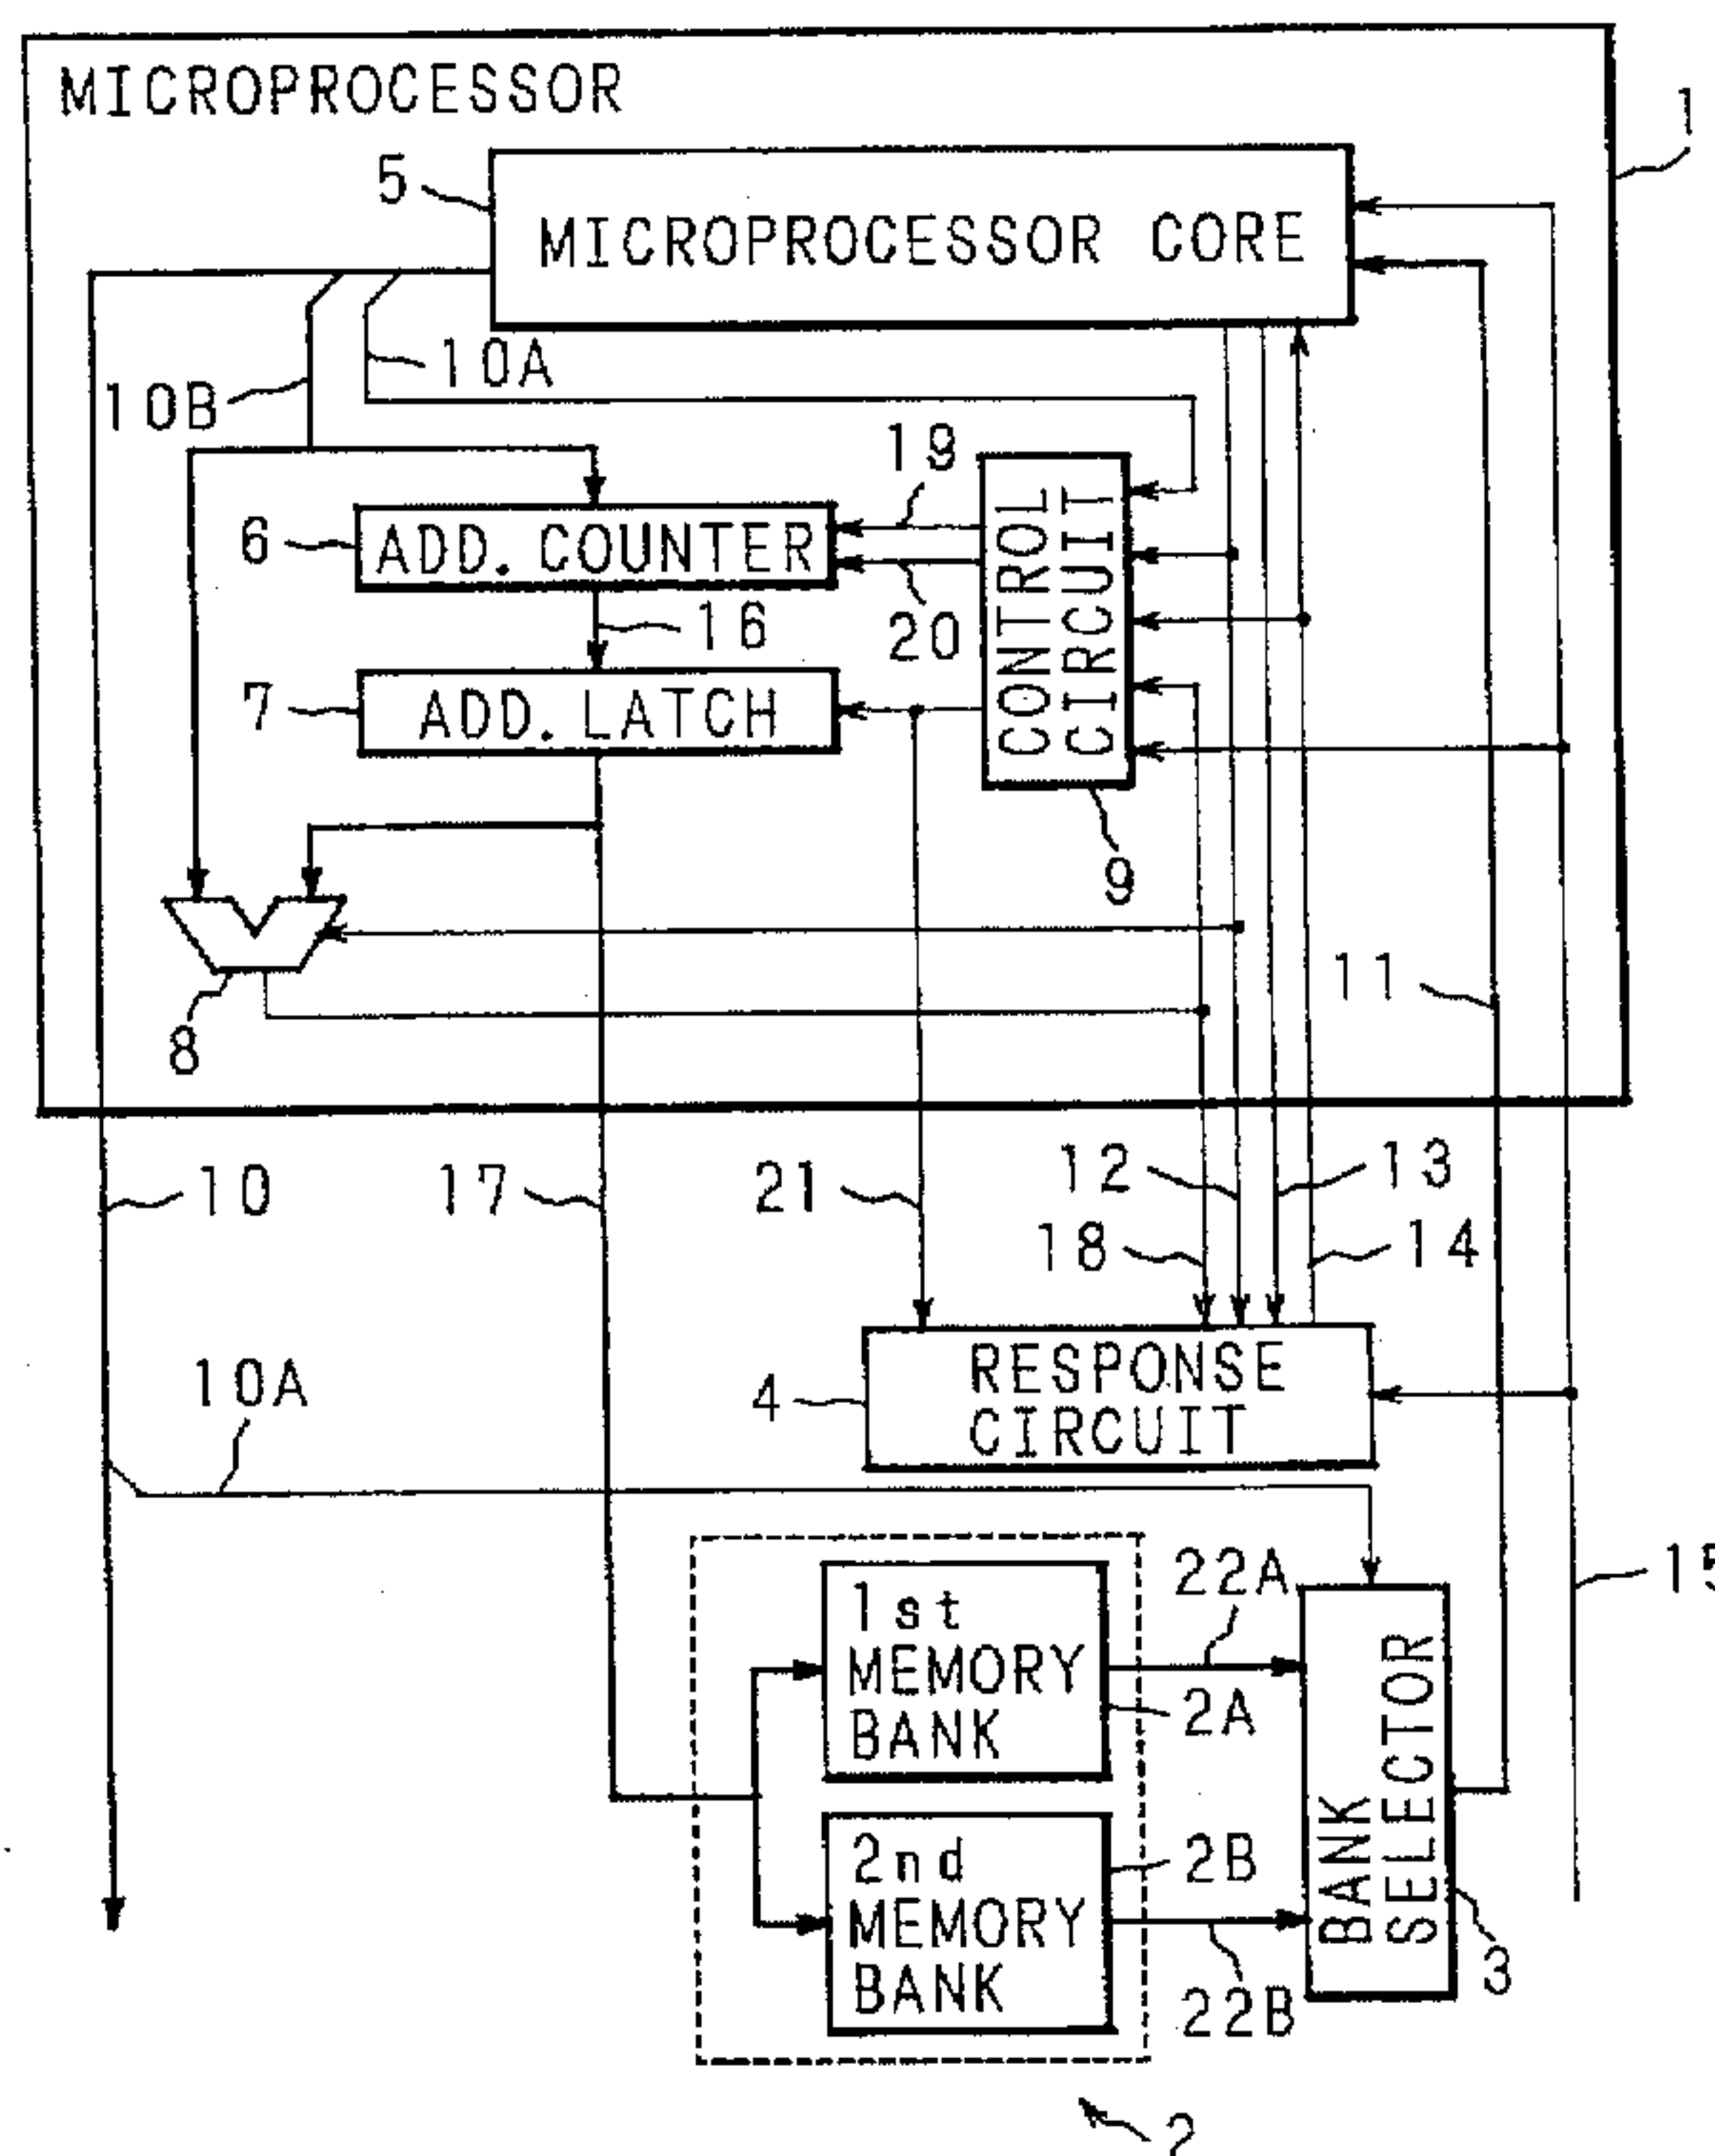 MICROPROCESSOR
1
5
MICROPROCESSOR CORE
10A
10B
19
6
ADD. COUNTER
CONTROL
CIRCUIT
16
20
7
ADD. LATCH
9
11
8
10
17
21
12
13
18
14
10A
4
RESPONSE
CIRCUIT
22A
15
1st
MEMORY
BANK
2A
BANK
SELECTOR
2nd
MEMORY
BANK
2B
3
22B
2